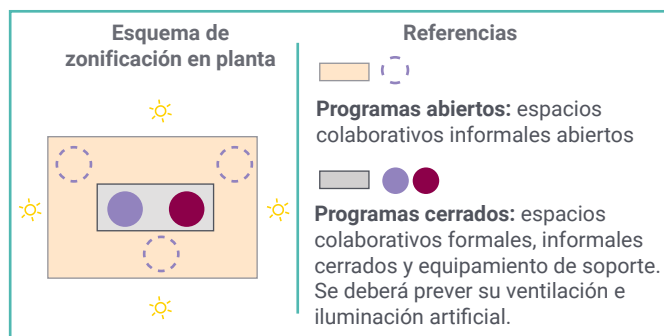 Esquema de
zonificación en planta
Referencias
Programas abiertos: espacios
colaborativos informales abiertos
Programas cerrados: espacios
colaborativos formales, informales
cerrados y equipamiento de soporte.
Se deberá prever su ventilación e
iluminación artificial.